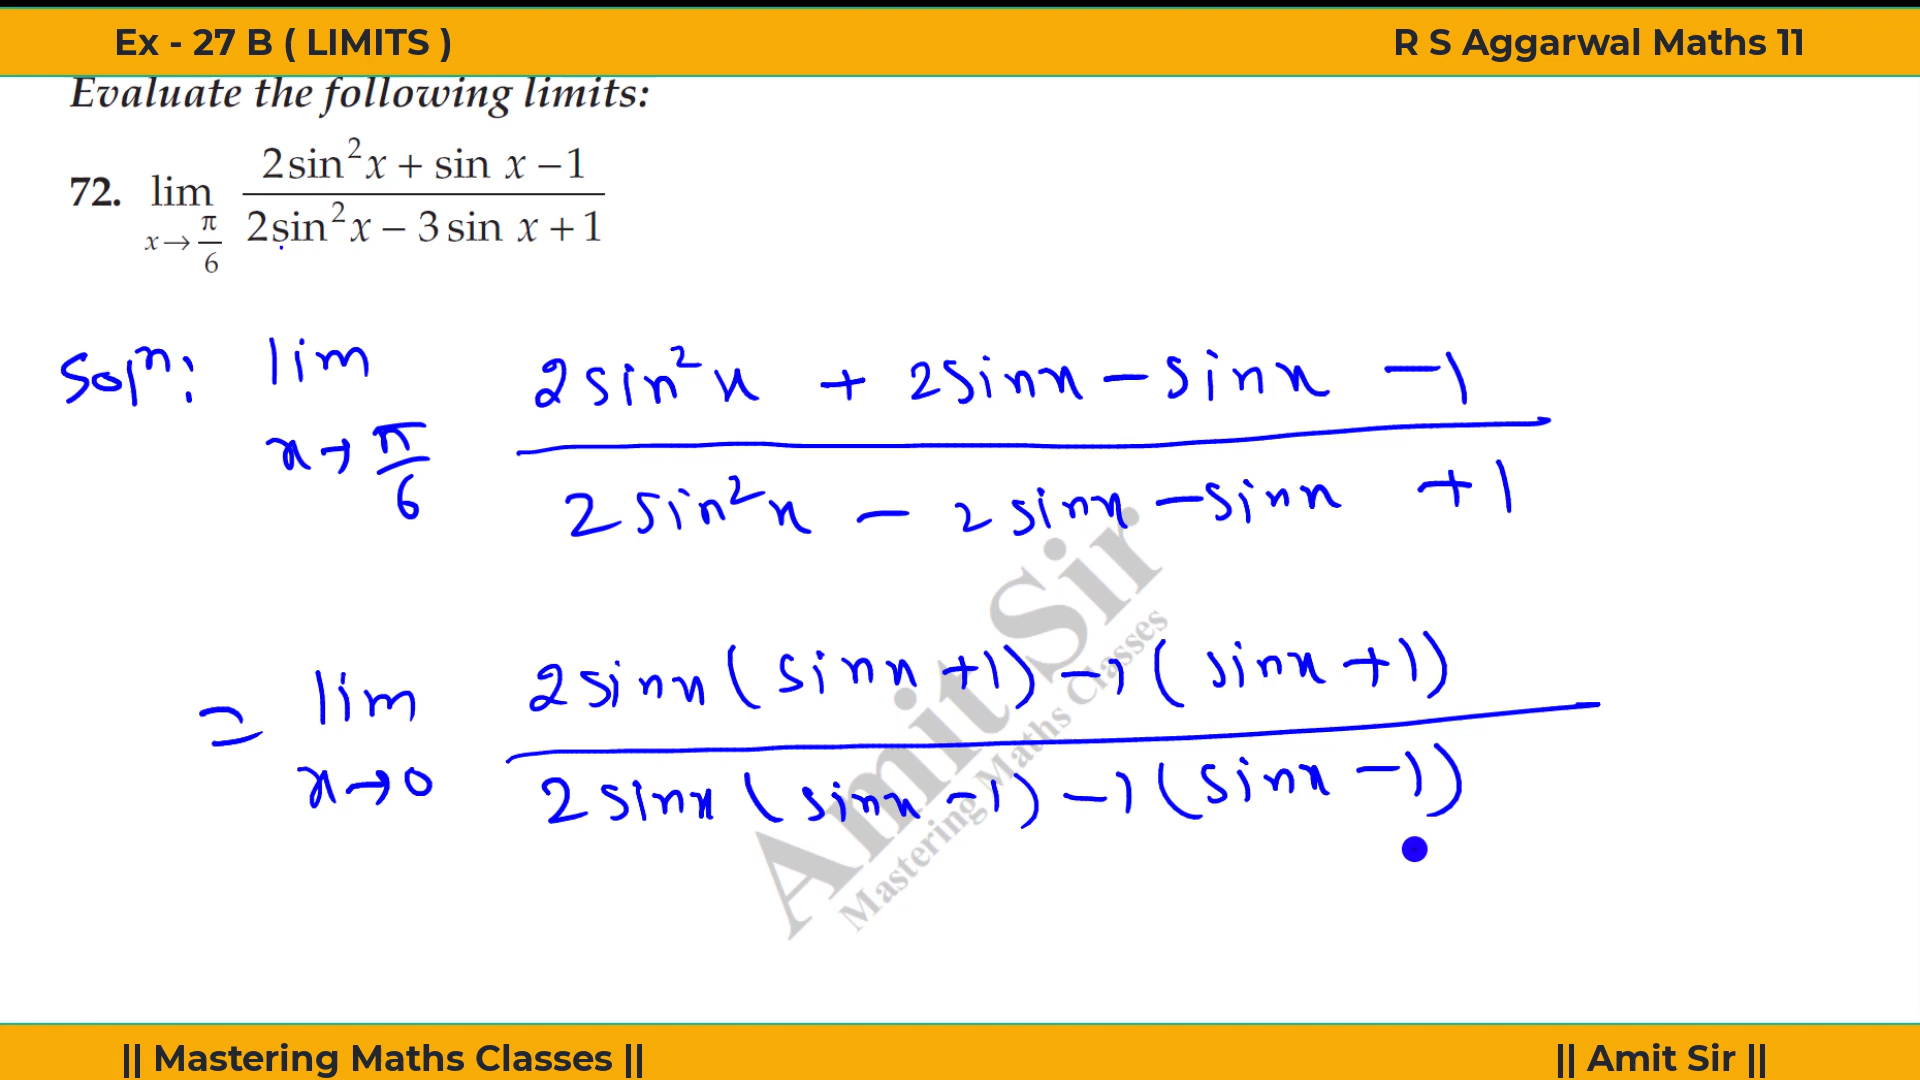 Ex - 27 B ( LIMITS ) R S Aggarwal Maths 11
Evaluate the following limits:
72. lim x→π/6 (2sin²x + sin x − 1)/(2sin²x − 3 sin x + 1)
Solⁿ: lim x→π/6 (2sin²x + 2sinx − sinx − 1)/(2sin²x − 2sinx − sinx + 1)
= lim x→0 (2sinx(sinx+1) −1(sinx+1))/(2sinx(sinx−1) −1(sinx−1))
Amit Sir
Mastering Maths Classes
|| Mastering Maths Classes || || Amit Sir ||